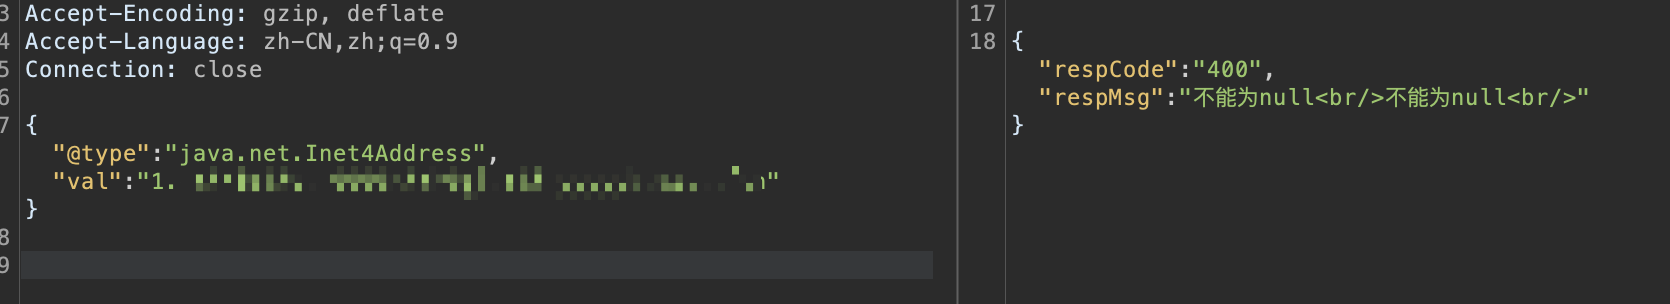 3 Accept-Encoding: gzip, deflate
4 Accept-Language: zh-CN,zh;q=0.9
5 Connection: close
6
7 {
"@type":"java.net.Inet4Address",
"val":"1. "
}
8
9
17
18 {
"respCode":"400",
"respMsg":"不能为null<br/>不能为null<br/>"
}